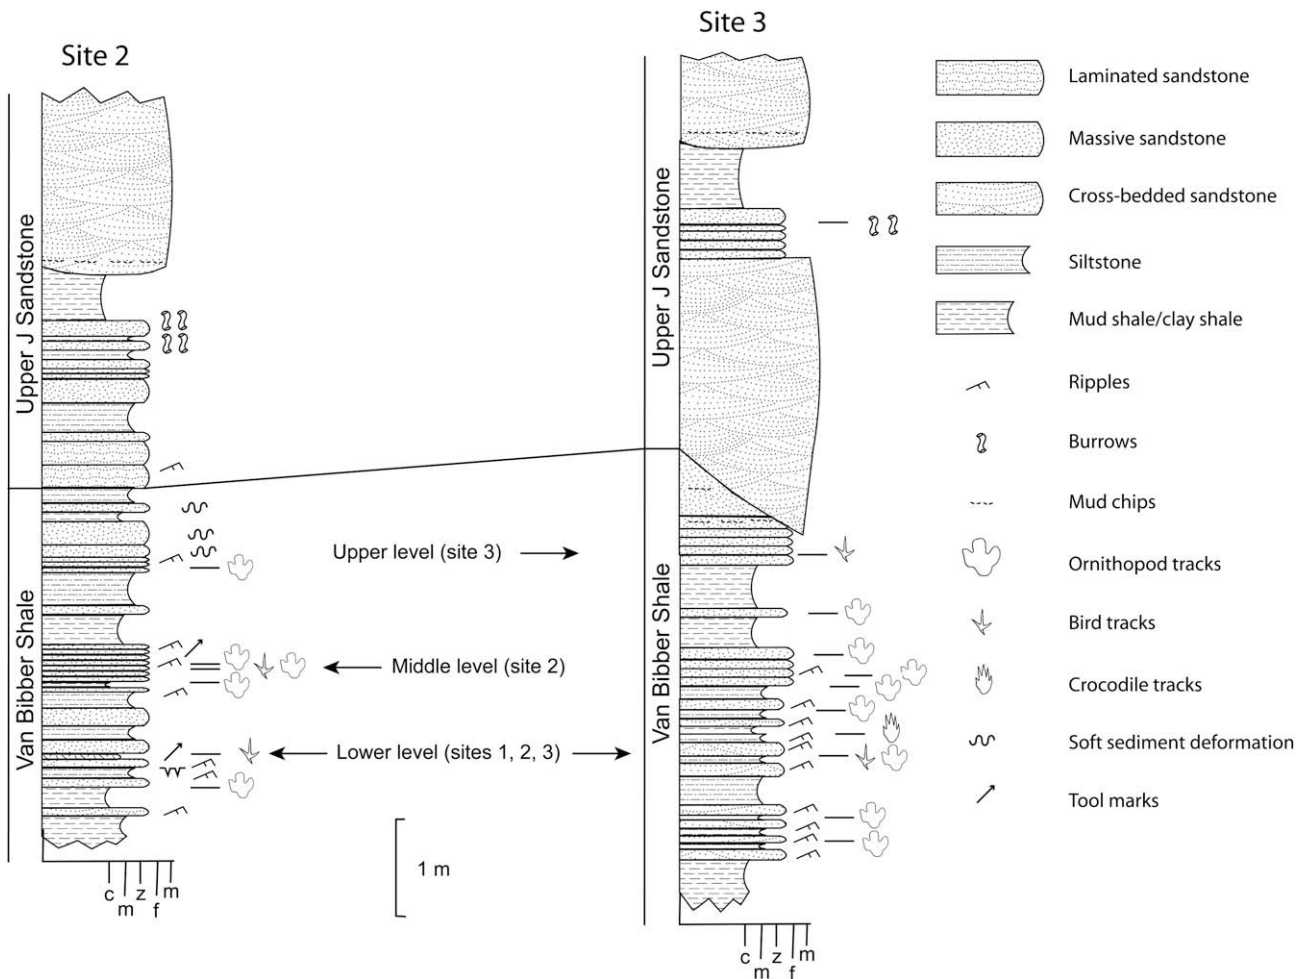 Site 2
Site 3
Upper J Sandstone
Van Bibber Shale
Upper J Sandstone
Van Bibber Shale
Upper level (site 3)
Middle level (site 2)
Lower level (sites 1, 2, 3)
1 m
c m z f m
c m z f m
Laminated sandstone
Massive sandstone
Cross-bedded sandstone
Siltstone
Mud shale/clay shale
Ripples
Burrows
Mud chips
Ornithopod tracks
Bird tracks
Crocodile tracks
Soft sediment deformation
Tool marks